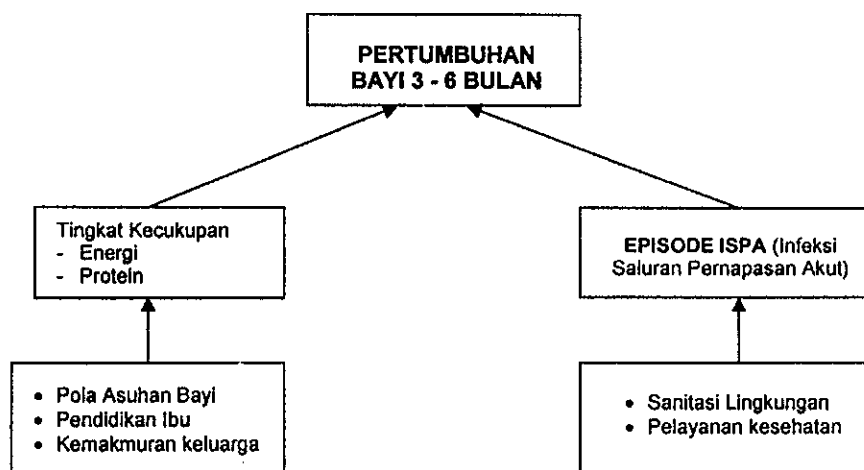 PERTUMBUHAN
BAYI 3 - 6 BULAN
Tingkat Kecukupan
- Energi
- Protein
EPISODE ISPA (Infeksi
Saluran Pernapasan Akut)
• Pola Asuhan Bayi
• Pendidikan Ibu
• Kemakmuran keluarga
• Sanitasi Lingkungan
• Pelayanan kesehatan